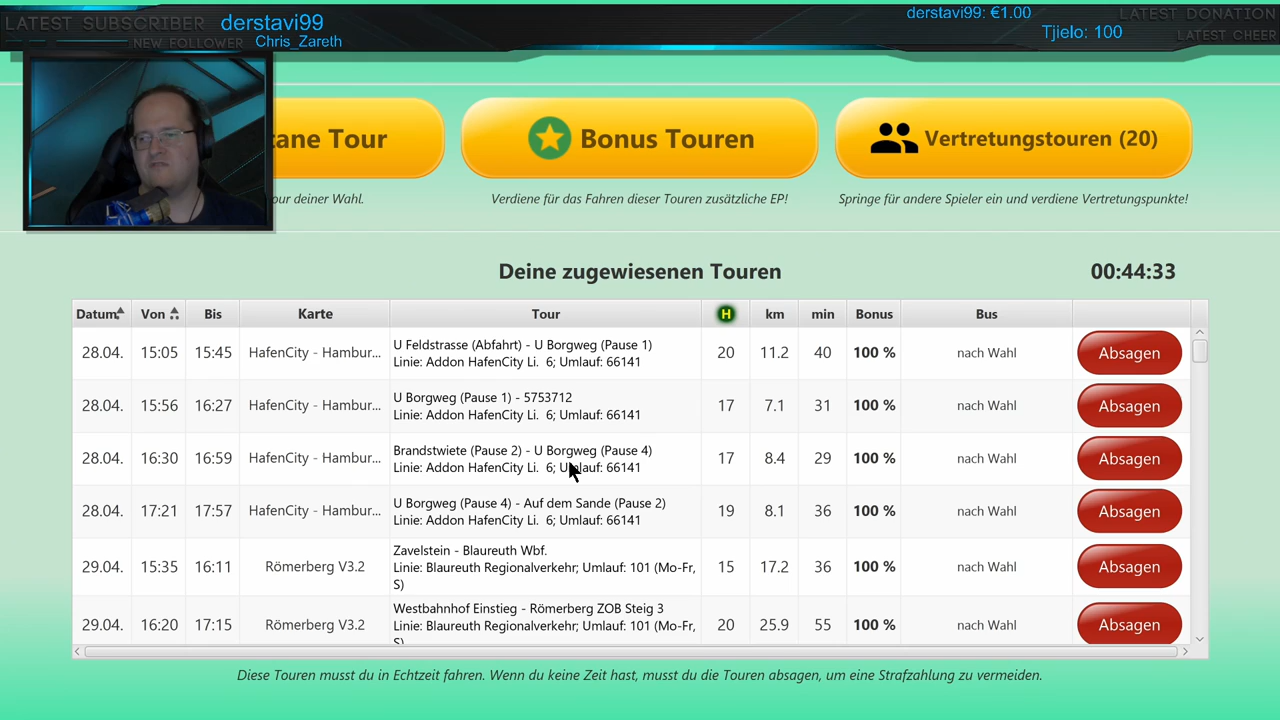 LATEST SUBSCRIBER derstavi99
NEW FOLLOWER Chris_Zareth
derstavi99: €1.00 LATEST DONATION
Tjielo: 100 LATEST CHEER
tane Tour
Bonus Touren
Vertretungstouren (20)
our deiner Wahl.
Verdiene für das Fahren dieser Touren zusätzliche EP!
Springe für andere Spieler ein und verdiene Vertretungspunkte!
Deine zugewiesenen Touren
00:44:33
Datum Von Bis Karte Tour H km min Bonus Bus
28.04. 15:05 15:45 HafenCity - Hambur... U Feldstrasse (Abfahrt) - U Borgweg (Pause 1) 20 11.2 40 100 % nach Wahl Absagen
Linie: Addon HafenCity Li. 6; Umlauf: 66141
28.04. 15:56 16:27 HafenCity - Hambur... U Borgweg (Pause 1) - 5753712 17 7.1 31 100 % nach Wahl Absagen
Linie: Addon HafenCity Li. 6; Umlauf: 66141
28.04. 16:30 16:59 HafenCity - Hambur... Brandstwiete (Pause 2) - U Borgweg (Pause 4) 17 8.4 29 100 % nach Wahl Absagen
Linie: Addon HafenCity Li. 6; Umlauf: 66141
28.04. 17:21 17:57 HafenCity - Hambur... U Borgweg (Pause 4) - Auf dem Sande (Pause 2) 19 8.1 36 100 % nach Wahl Absagen
Linie: Addon HafenCity Li. 6; Umlauf: 66141
29.04. 15:35 16:11 Römerberg V3.2 Zavelstein - Blaureuth Wbf. 15 17.2 36 100 % nach Wahl Absagen
Linie: Blaureuth Regionalverkehr; Umlauf: 101 (Mo-Fr,
S)
29.04. 16:20 17:15 Römerberg V3.2 Westbahnhof Einstieg - Römerberg ZOB Steig 3 20 25.9 55 100 % nach Wahl Absagen
Linie: Blaureuth Regionalverkehr; Umlauf: 101 (Mo-Fr,
S)
Diese Touren musst du in Echtzeit fahren. Wenn du keine Zeit hast, musst du die Touren absagen, um eine Strafzahlung zu vermeiden.